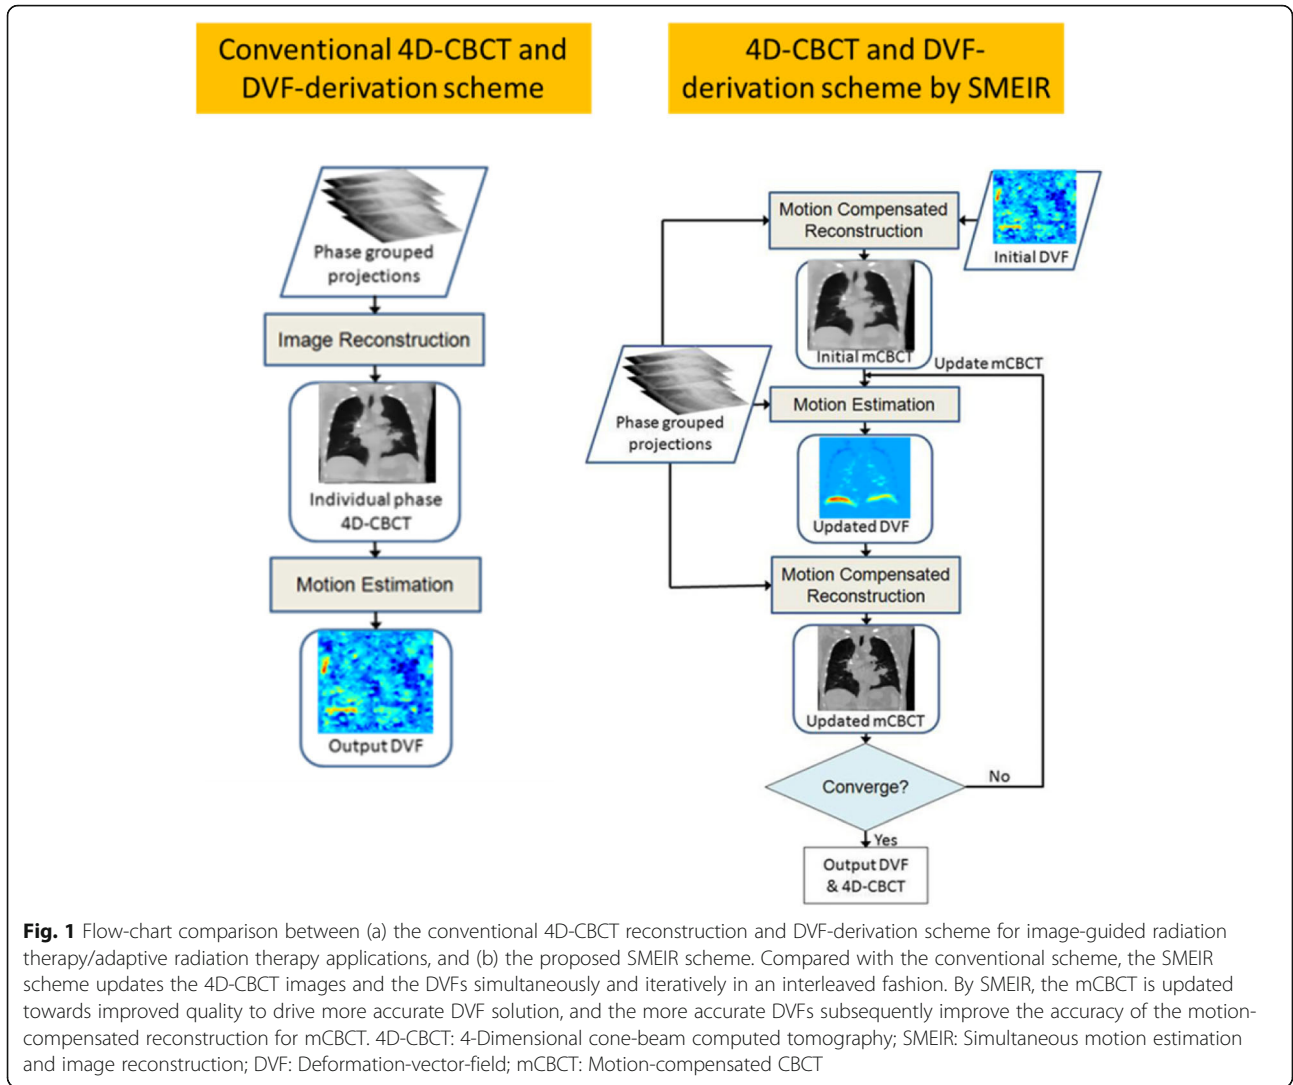 Conventional 4D-CBCT and
DVF-derivation scheme
Phase grouped
projections
Image Reconstruction
Individual phase
4D-CBCT
Motion Estimation
Output DVF
4D-CBCT and DVF-
derivation scheme by SMEIR
Motion Compensated
Reconstruction
Initial DVF
Initial mCBCT
Update mCBCT
Phase grouped
projections
Motion Estimation
Updated DVF
Motion Compensated
Reconstruction
Updated mCBCT
Converge?
No
Yes
Output DVF
& 4D-CBCT
Fig. 1 Flow-chart comparison between (a) the conventional 4D-CBCT reconstruction and DVF-derivation scheme for image-guided radiation
therapy/adaptive radiation therapy applications, and (b) the proposed SMEIR scheme. Compared with the conventional scheme, the SMEIR
scheme updates the 4D-CBCT images and the DVFs simultaneously and iteratively in an interleaved fashion. By SMEIR, the mCBCT is updated
towards improved quality to drive more accurate DVF solution, and the more accurate DVFs subsequently improve the accuracy of the motion-
compensated reconstruction for mCBCT. 4D-CBCT: 4-Dimensional cone-beam computed tomography; SMEIR: Simultaneous motion estimation
and image reconstruction; DVF: Deformation-vector-field; mCBCT: Motion-compensated CBCT